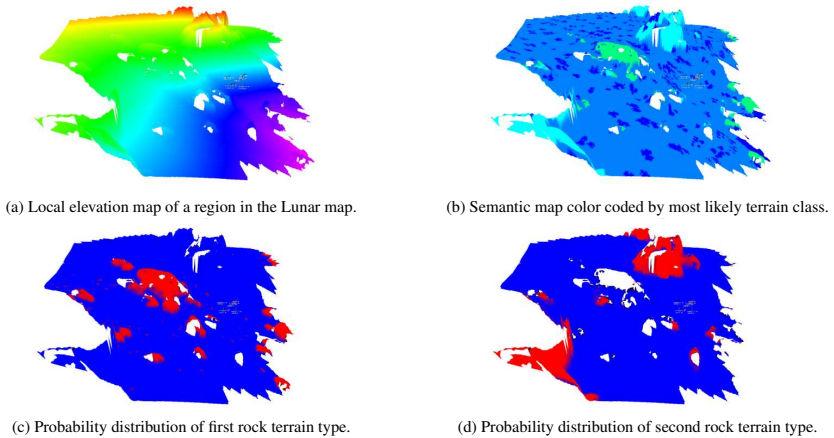 (a) Local elevation map of a region in the Lunar map.
(b) Semantic map color coded by most likely terrain class.
(c) Probability distribution of first rock terrain type.
(d) Probability distribution of second rock terrain type.